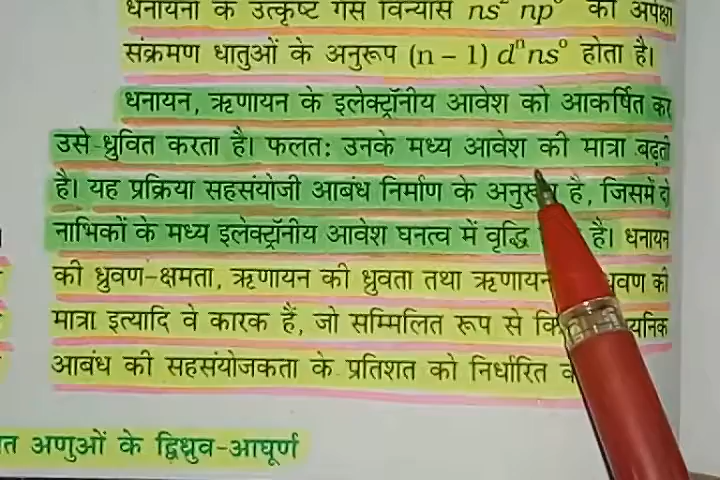 धनायनों के उत्कृष्ट गैस विन्यास ns² np⁶ की अपेक्षा
संक्रमण धातुओं के अनुरूप (n – 1) dⁿns⁰ होता है।
धनायन, ऋणायन के इलेक्ट्रॉनीय आवेश को आकर्षित कर
उसे ध्रुवित करता है। फलतः उनके मध्य आवेश की मात्रा बढ़ती
है। यह प्रक्रिया सहसंयोजी आबंध निर्माण के अनुरूप है, जिसमें दो
नाभिकों के मध्य इलेक्ट्रॉनीय आवेश घनत्व में वृद्धि है। धनायन
की ध्रुवण-क्षमता, ऋणायन की ध्रुवता तथा ऋणायन की
मात्रा इत्यादि वे कारक हैं, जो सम्मिलित रूप से
आबंध की सहसंयोजकता के प्रतिशत को निर्धारित
अणुओं के द्विध्रुव-आघूर्ण